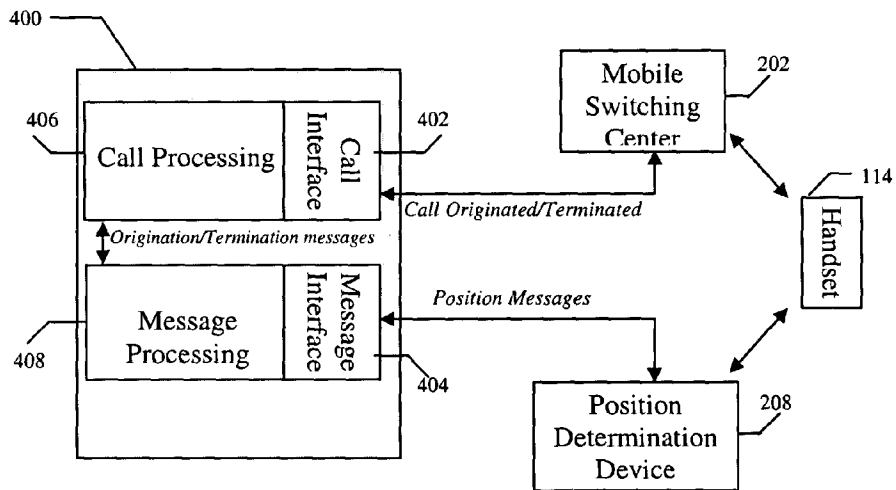 400
Mobile
Switching
Center
202
406
Call Processing
Call
Interface
402
114
Handset
Call Originated/Terminated
Origination/Termination messages
Message
Processing
Message
Interface
Position Messages
408
404
Position
Determination
Device
208